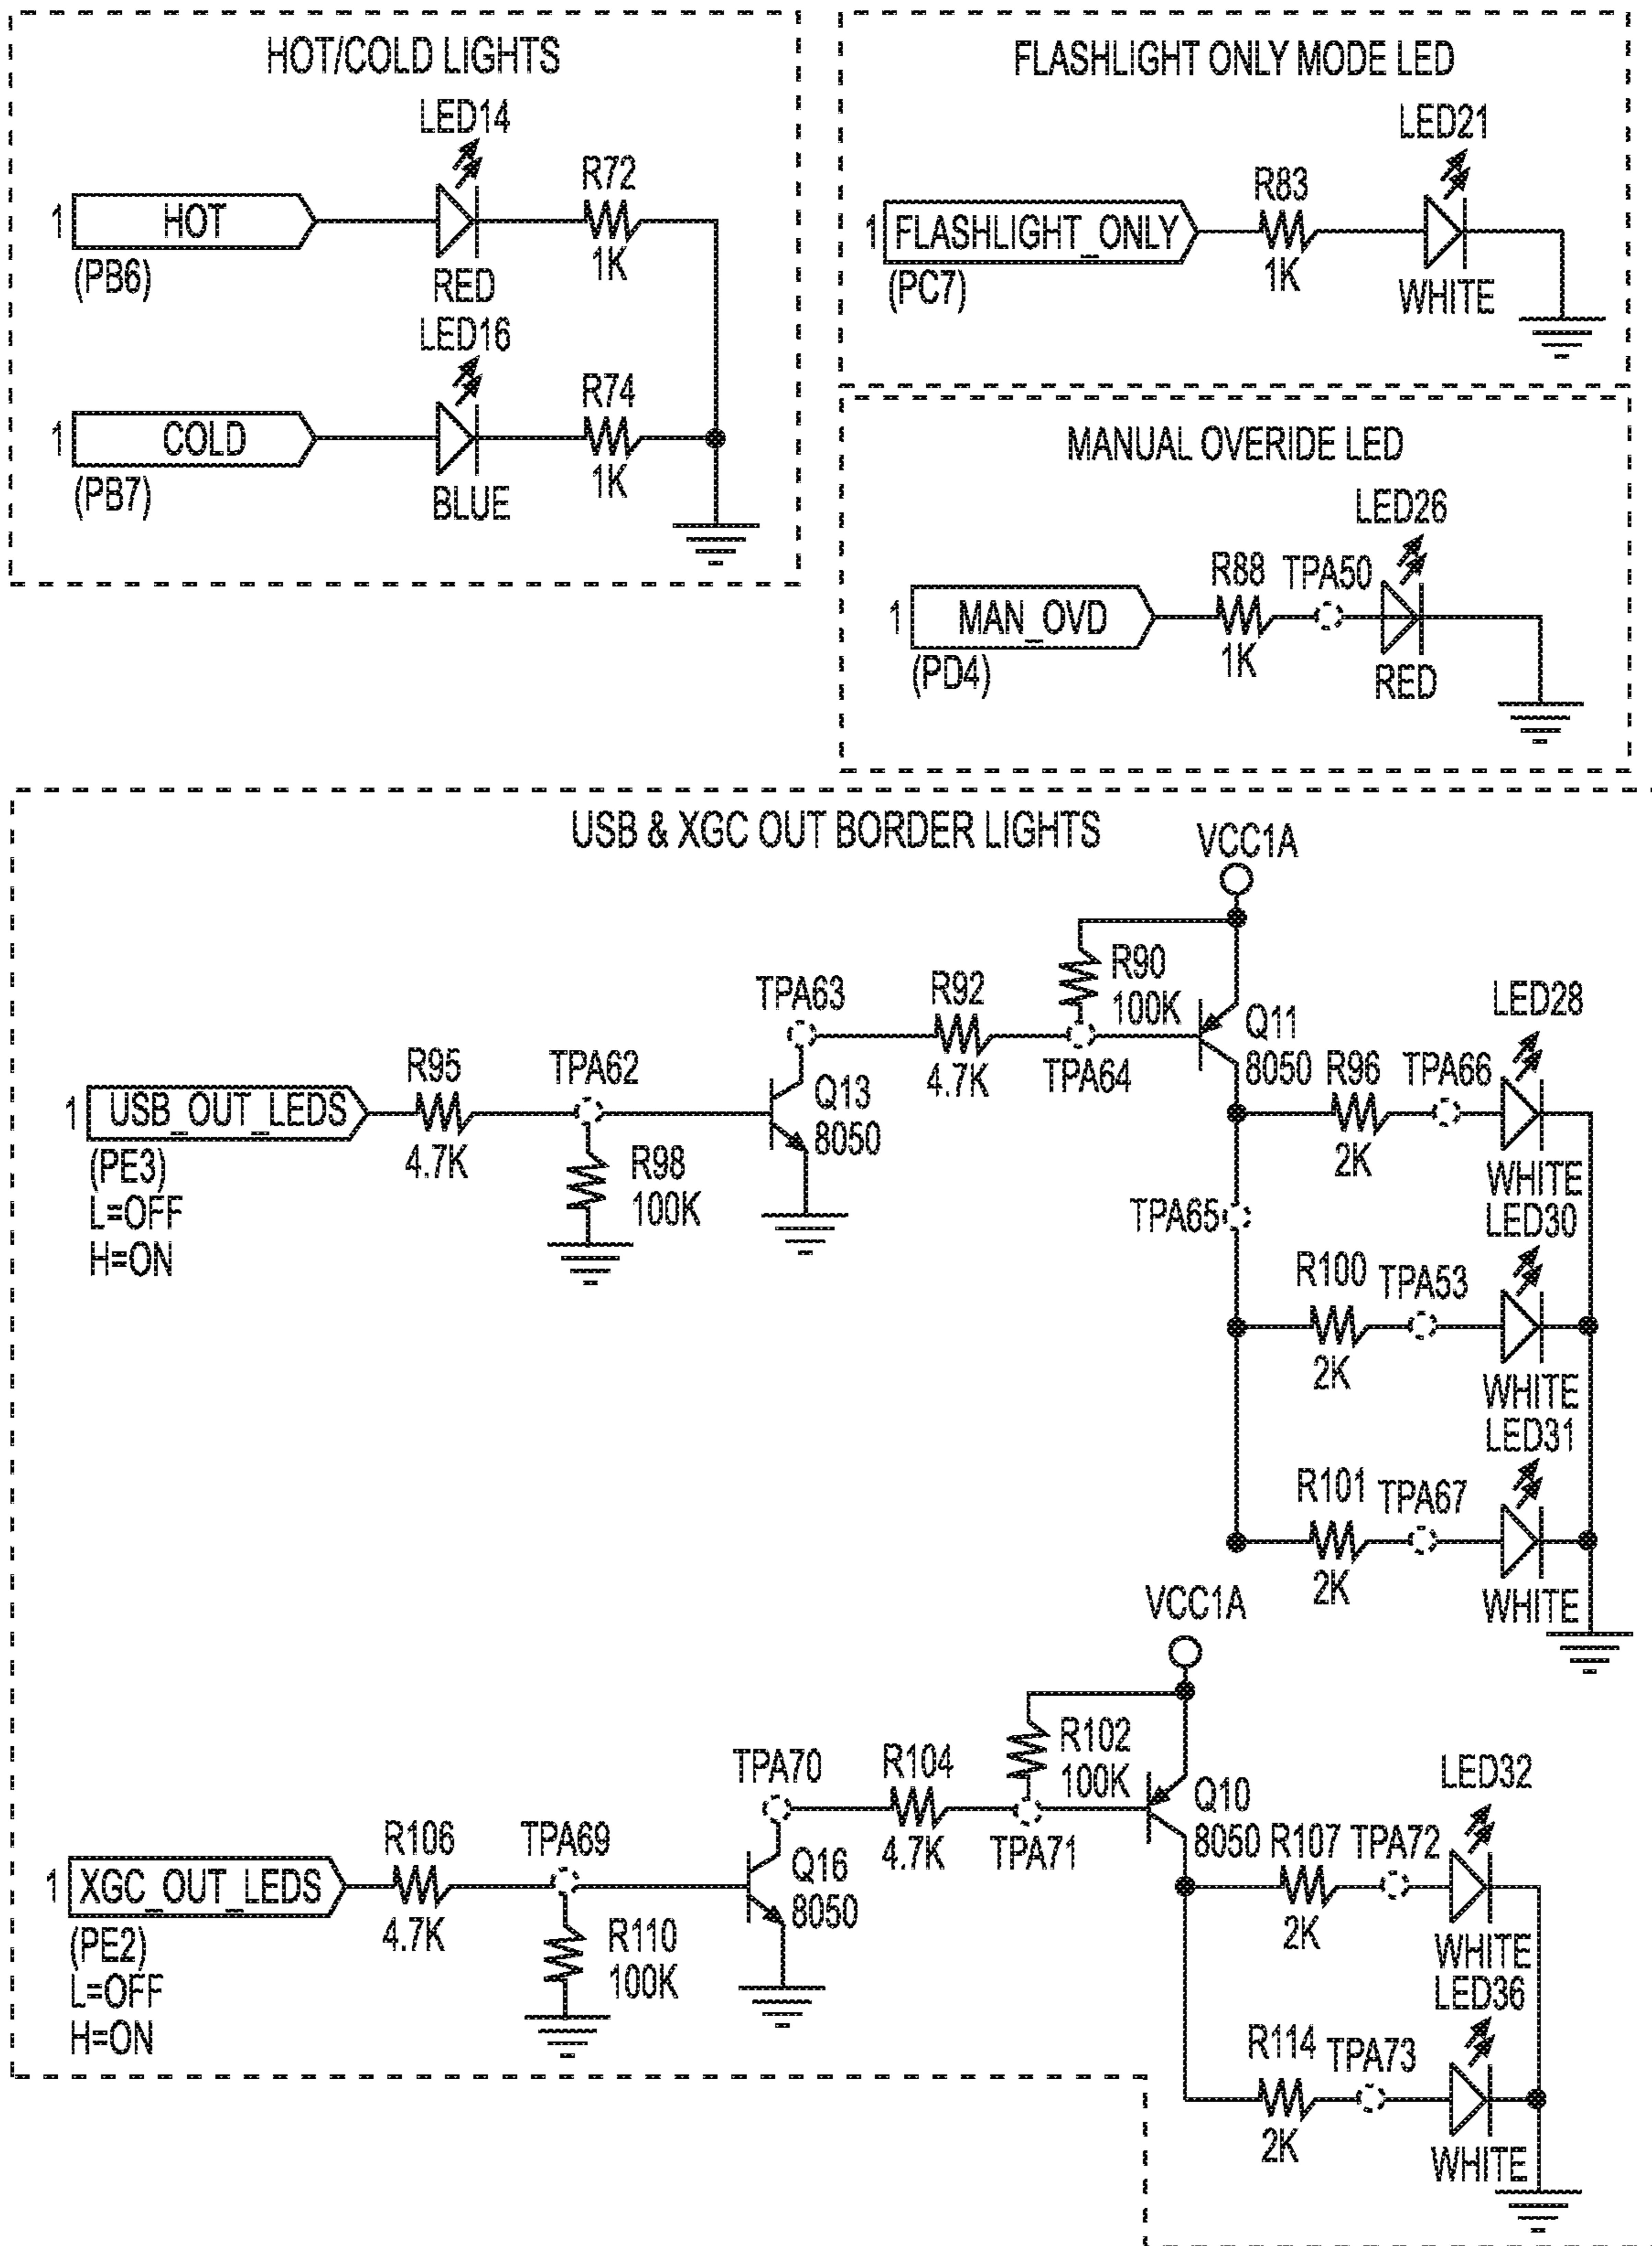 HOT/COLD LIGHTS
LED14
R72
1 HOT
1K
(PB6)
RED
LED16
R74
1 COLD
1K
(PB7)
BLUE
FLASHLIGHT ONLY MODE LED
LED21
R83
1 FLASHLIGHT_ONLY
1K
(PC7)
WHITE
MANUAL OVERIDE LED
LED26
R88 TPA50
1 MAN_OVD
1K
(PD4)
RED
USB & XGC OUT BORDER LIGHTS
VCC1A
R90
100K
TPA63
R92
4.7K
TPA64
Q11
8050
LED28
R95
TPA62
1 USB_OUT_LEDS
4.7K
(PE3)
L=OFF
H=ON
R98
100K
Q13
8050
R96 TPA66
2K
WHITE
TPA65
LED30
R100 TPA53
2K
WHITE
LED31
R101 TPA67
2K
WHITE
VCC1A
R102
100K
TPA70
R104
4.7K
TPA71
Q10
8050
LED32
R106
TPA69
1 XGC_OUT_LEDS
4.7K
(PE2)
L=OFF
H=ON
R110
100K
Q16
8050
R107 TPA72
2K
WHITE
LED36
R114 TPA73
2K
WHITE